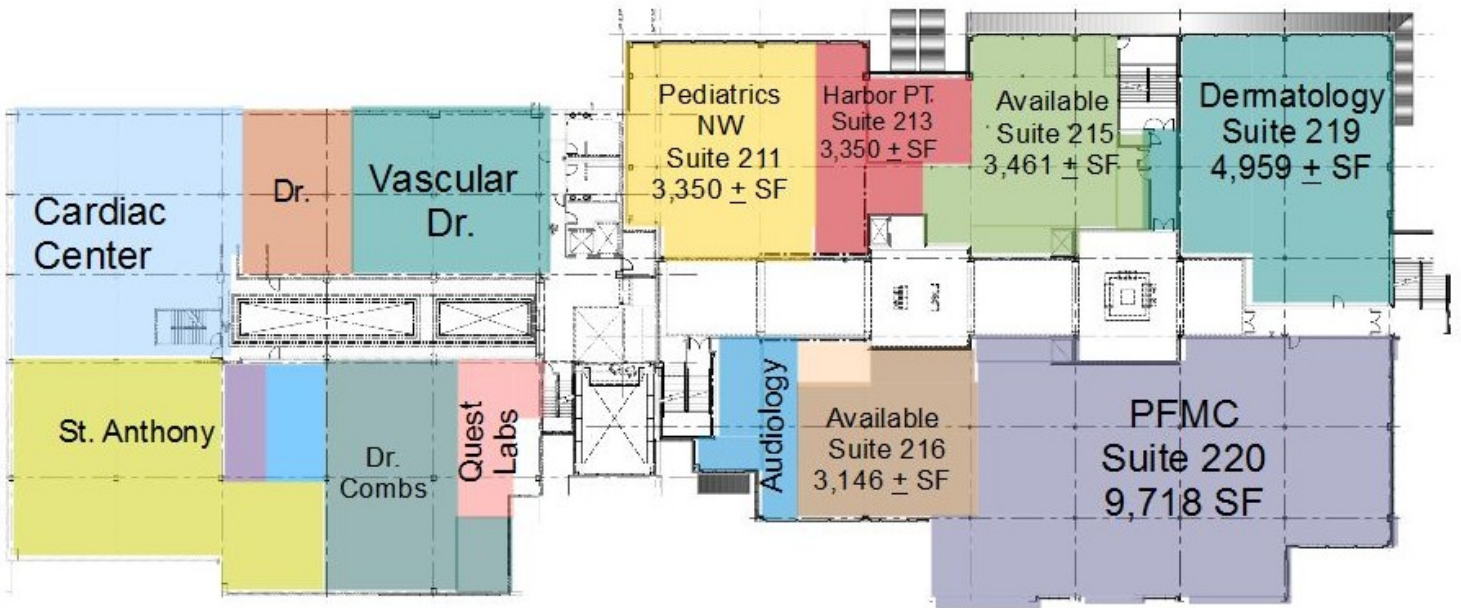 Cardiac
Center
Dr.
Vascular
Dr.
Pediatrics
NW
Suite 211
3,350 ± SF
Harbor PT.
Suite 213
3,350 ± SF
Available
Suite 215
3,461 ± SF
Dermatology
Suite 219
4,959 ± SF
St. Anthony
Dr.
Combs
Quest
Labs
Audiology
Available
Suite 216
3,146 ± SF
PFMC
Suite 220
9,718 SF